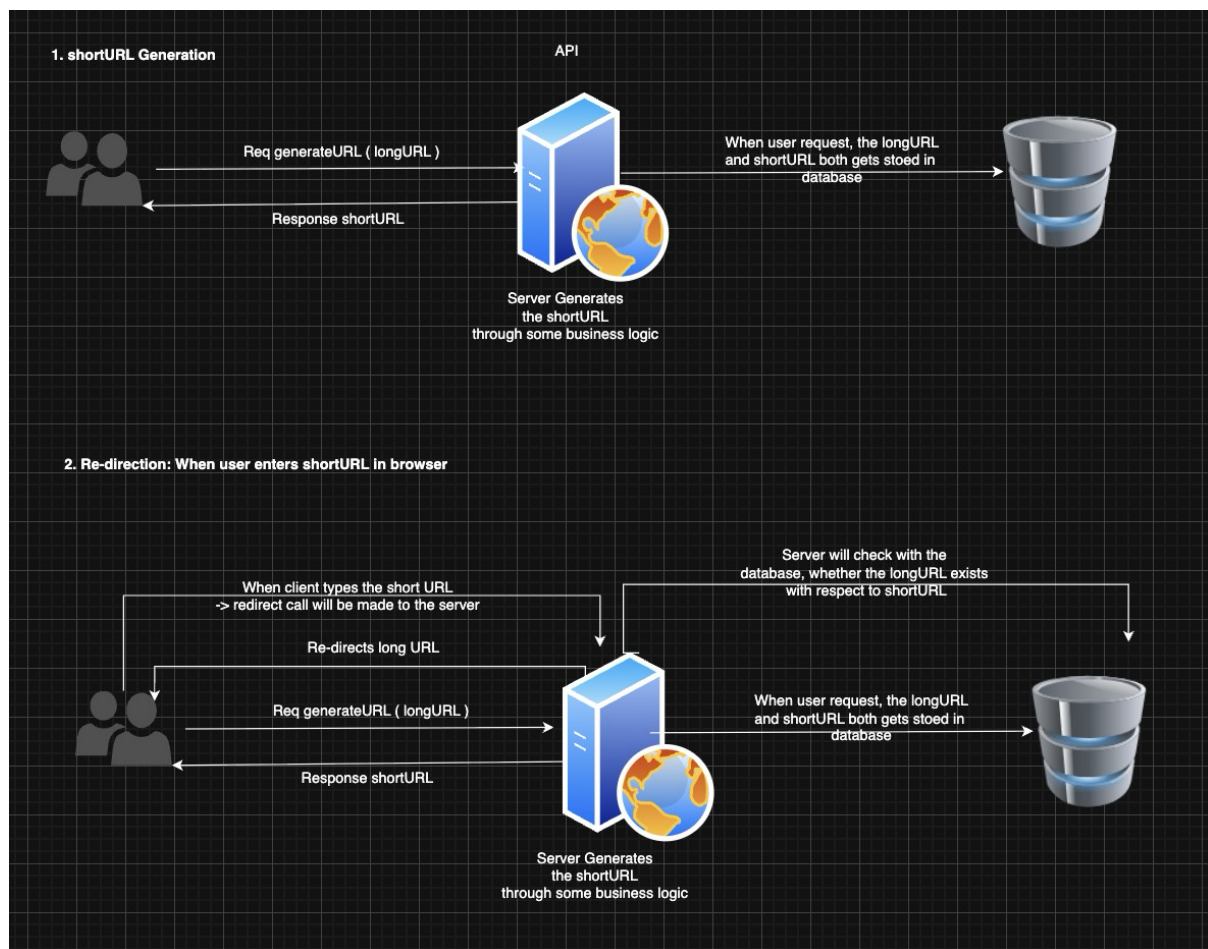 1. shortURL Generation
API
Req generateURL ( longURL )
Response shortURL
When user request, the longURL
and shortURL both gets stoed in
database
Server Generates
the shortURL
through some business logic
2. Re-direction: When user enters shortURL in browser
When client types the short URL
-> redirect call will be made to the server
Server will check with the
database, whether the longURL exists
with respect to shortURL
Re-directs long URL
Req generateURL ( longURL )
Response shortURL
When user request, the longURL
and shortURL both gets stoed in
database
Server Generates
the shortURL
through some business logic